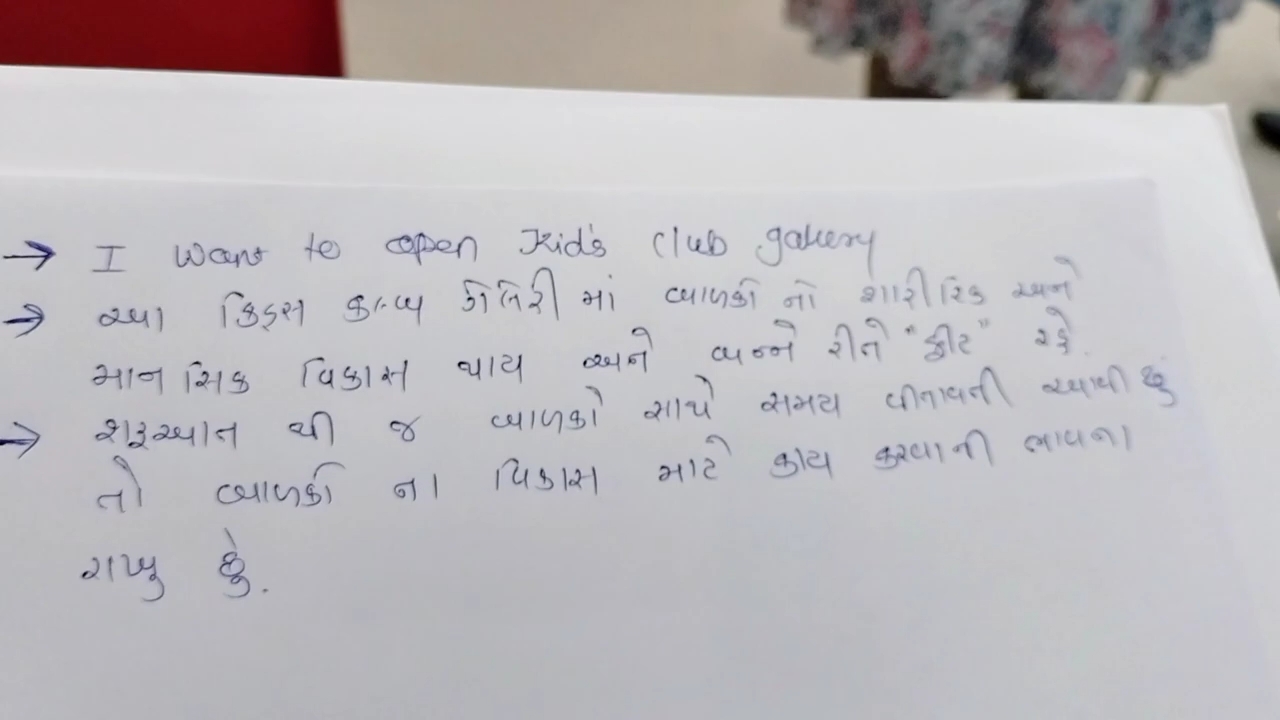 → I want to open Kid's Club gallery
→ આ કિડ્સ કલ્બ ગેલેરી માં બાળકો નો શારીરિક અને
માનસિક વિકાસ થાય અને બન્ને રીતે "ફીટ" રહે.
→ શરૂઆત થી જ બાળકો સાથે સમય વીતાવતી આવી છું
તો બાળકો ના વિકાસ માટે કાય કરવાની ભાવના
રાખુ છું.